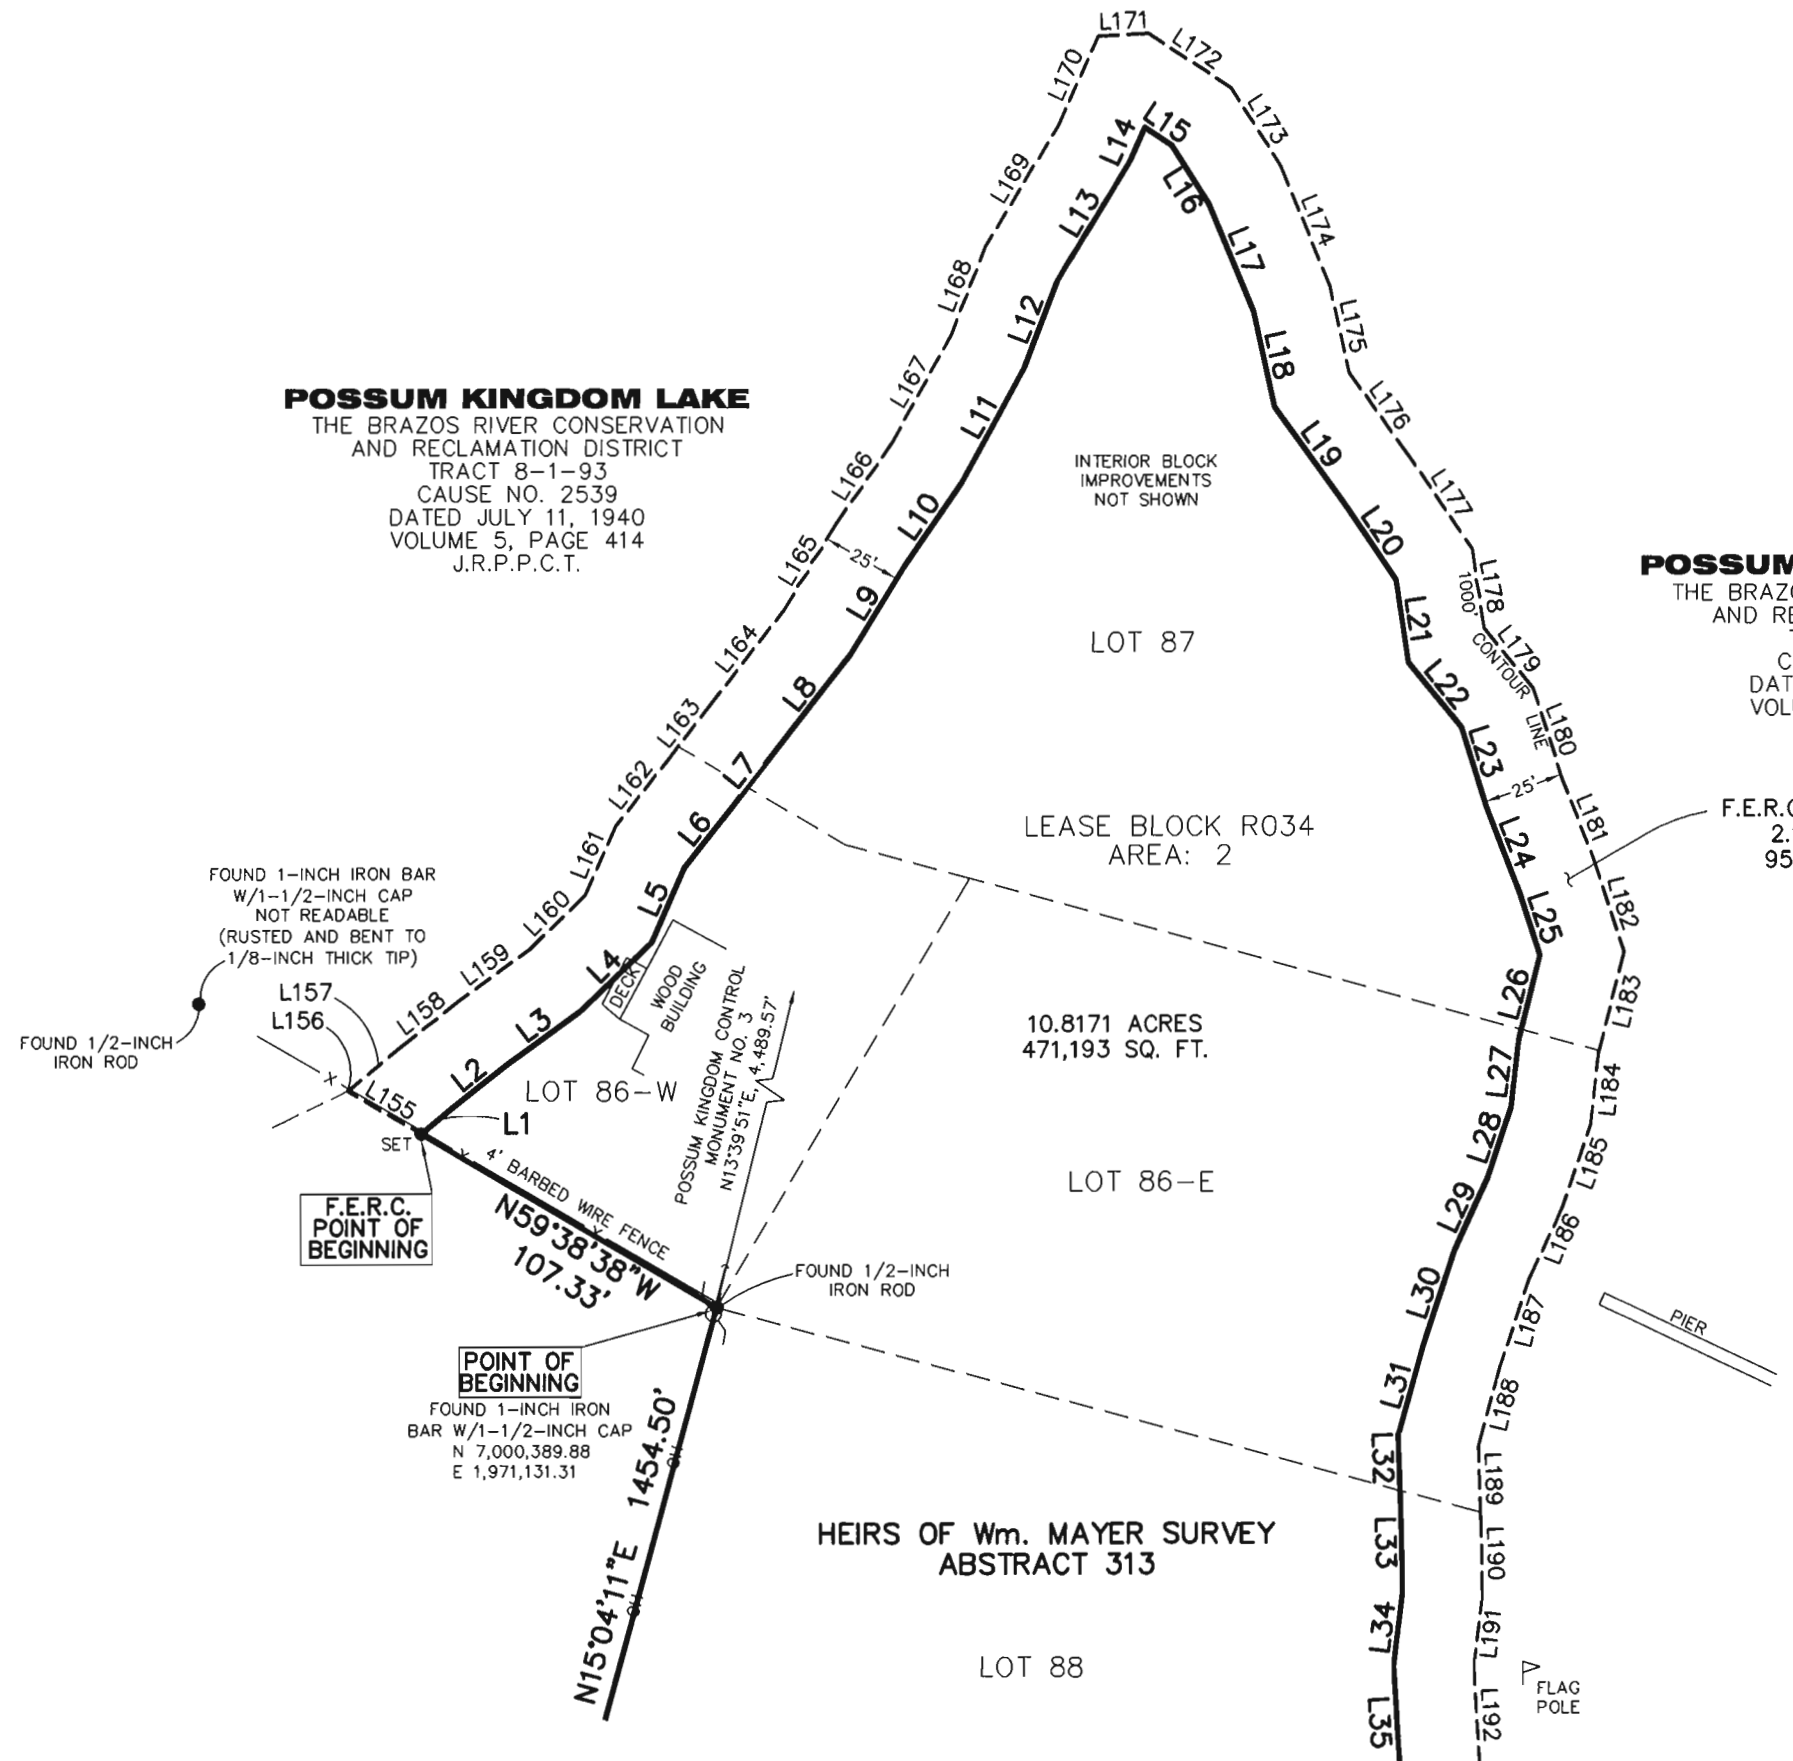 L171
L172
L170
L173
L15
L14
L169
L16
L13
L174
L17
L168
L12
L175
L18
L167
L176
POSSUM KINGDOM LAKE
THE BRAZOS RIVER CONSERVATION
AND RECLAMATION DISTRICT
TRACT 8-1-93
CAUSE NO. 2539
DATED JULY 11, 1940
VOLUME 5, PAGE 414
J.R.P.P.C.T.
L11
L19
L166
INTERIOR BLOCK
IMPROVEMENTS
NOT SHOWN
L177
L10
L20
L165
25'
L9
L178
1000'
CONTOUR
LINE
POSSUM
THE BRAZO
AND RE
C
DAT
VOLU
L21
L179
LOT 87
L164
L8
L22
L163
L180
L23
L7
25'
L162
L181
F.E.R.C
2.
95
L6
LEASE BLOCK R034
AREA: 2
L24
L161
L182
L5
L160
L25
FOUND 1-INCH IRON BAR
W/1-1/2-INCH CAP
NOT READABLE
(RUSTED AND BENT TO
1/8-INCH THICK TIP)
L159
L4
DECK
WOOD
BUILDING
L183
L26
L157
L156
L158
L3
FOUND 1/2-INCH
IRON ROD
10.8171 ACRES
471,193 SQ. FT.
POSSUM KINGDOM CONTROL
MONUMENT NO. 3
N13°39'51"E, 4,489.57'
L27
L184
X
L155
L2
LOT 86-W
L1
SET
X
L28
L185
4' BARBED WIRE FENCE
X
LOT 86-E
L29
L186
F.E.R.C.
POINT OF
BEGINNING
N59°38'38"W
107.33'
FOUND 1/2-INCH
IRON ROD
L30
L187
PIER
POINT OF
BEGINNING
FOUND 1-INCH IRON
BAR W/1-1/2-INCH CAP
N 7,000,389.88
E 1,971,131.31
L31
L188
L32
L189
N15°04'11"E 1454.50'
OH
OH
HEIRS OF Wm. MAYER SURVEY
ABSTRACT 313
L33
L190
L34
L191
LOT 88
FLAG
POLE
L35
L192